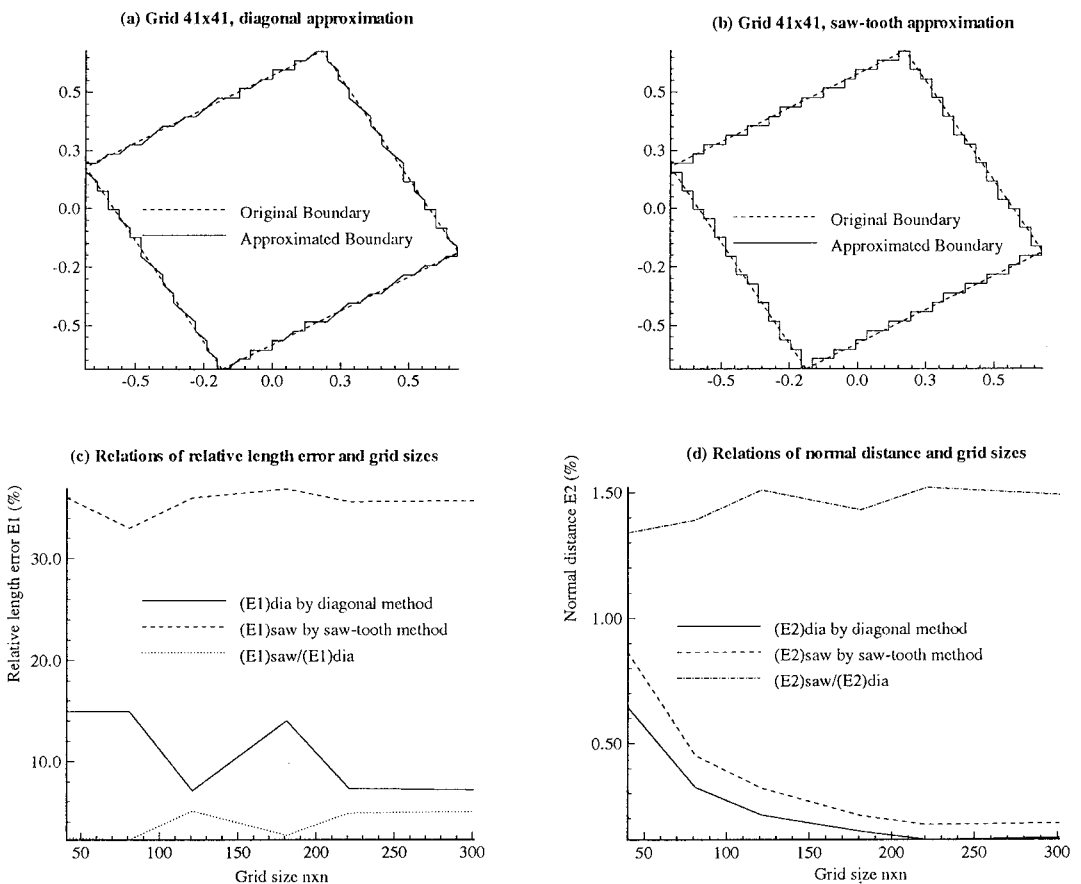 (a) Grid 41x41, diagonal approximation
0.5
0.3
0.0
-0.2
-0.5
Original Boundary
Approximated Boundary
-0.5
-0.2
0.0
0.3
0.5
(b) Grid 41x41, saw-tooth approximation
0.5
0.3
0.0
-0.2
-0.5
Original Boundary
Approximated Boundary
-0.5
-0.2
0.0
0.3
0.5
(c) Relations of relative length error and grid sizes
Relative length error E1 (%)
30.0
20.0
10.0
(E1)dia by diagonal method
(E1)saw by saw-tooth method
(E1)saw/(E1)dia
50
100
150
200
250
300
Grid size nxn
(d) Relations of normal distance and grid sizes
Normal distance E2 (%)
1.50
1.00
0.50
(E2)dia by diagonal method
(E2)saw by saw-tooth method
(E2)saw/(E2)dia
50
100
150
200
250
300
Grid size nxn